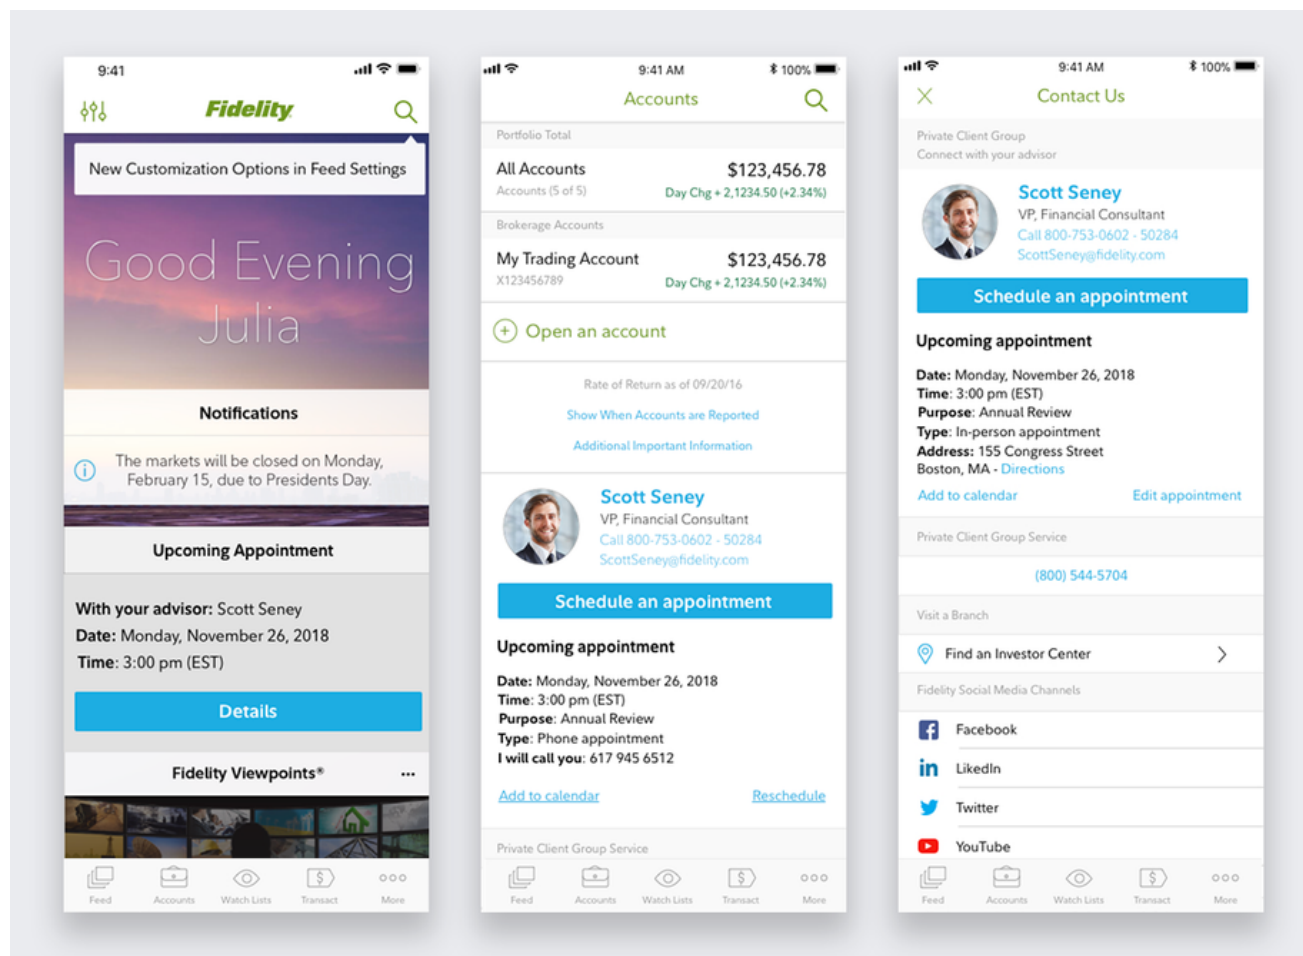 9:41
Fidelity
New Customization Options in Feed Settings
Good Evening
Julia
Notifications
The markets will be closed on Monday,
February 15, due to Presidents Day.
Upcoming Appointment
With your advisor: Scott Seney
Date: Monday, November 26, 2018
Time: 3:00 pm (EST)
Details
Fidelity Viewpoints®
Feed
Accounts
Watch Lists
Transact
More
9:41 AM
100%
Accounts
Portfolio Total
All Accounts
$123,456.78
Accounts (5 of 5)
Day Chg + 2,1234.50 (+2.34%)
Brokerage Accounts
My Trading Account
$123,456.78
X123456789
Day Chg + 2,1234.50 (+2.34%)
Open an account
Rate of Return as of 09/20/16
Show When Accounts are Reported
Additional Important Information
Scott Seney
VP, Financial Consultant
Call 800-753-0602 - 50284
ScottSeney@fidelity.com
Schedule an appointment
Upcoming appointment
Date: Monday, November 26, 2018
Time: 3:00 pm (EST)
Purpose: Annual Review
Type: Phone appointment
I will call you: 617 945 6512
Add to calendar
Reschedule
Private Client Group Service
Feed
Accounts
Watch Lists
Transact
More
9:41 AM
100%
Contact Us
Private Client Group
Connect with your advisor
Scott Seney
VP, Financial Consultant
Call 800-753-0602 - 50284
ScottSeney@fidelity.com
Schedule an appointment
Upcoming appointment
Date: Monday, November 26, 2018
Time: 3:00 pm (EST)
Purpose: Annual Review
Type: In-person appointment
Address: 155 Congress Street
Boston, MA - Directions
Add to calendar
Edit appointment
Private Client Group Service
(800) 544-5704
Visit a Branch
Find an Investor Center
Fidelity Social Media Channels
Facebook
LikedIn
Twitter
YouTube
Feed
Accounts
Watch Lists
Transact
More